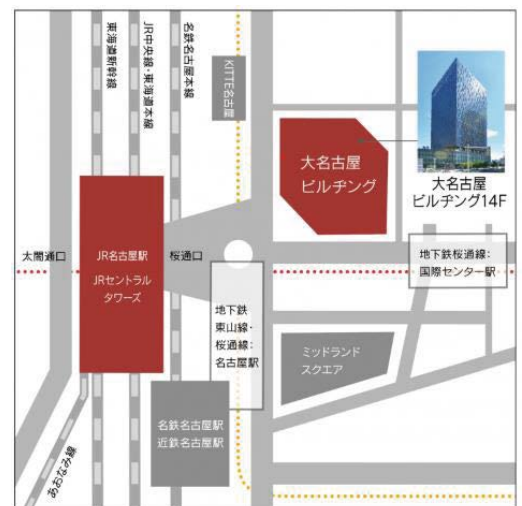 東海道新幹線
JR中央線・東海道本線
名鉄名古屋本線
KITTE名古屋
大名古屋
ビルヂング
大名古屋
ビルヂング14F
太閤通口
JR名古屋駅
JRセントラル
タワーズ
桜通口
地下鉄桜通線:
国際センター駅
地下鉄
東山線・
桜通線:
名古屋駅
ミッドランド
スクエア
名鉄名古屋駅
近鉄名古屋駅
あおなみ線